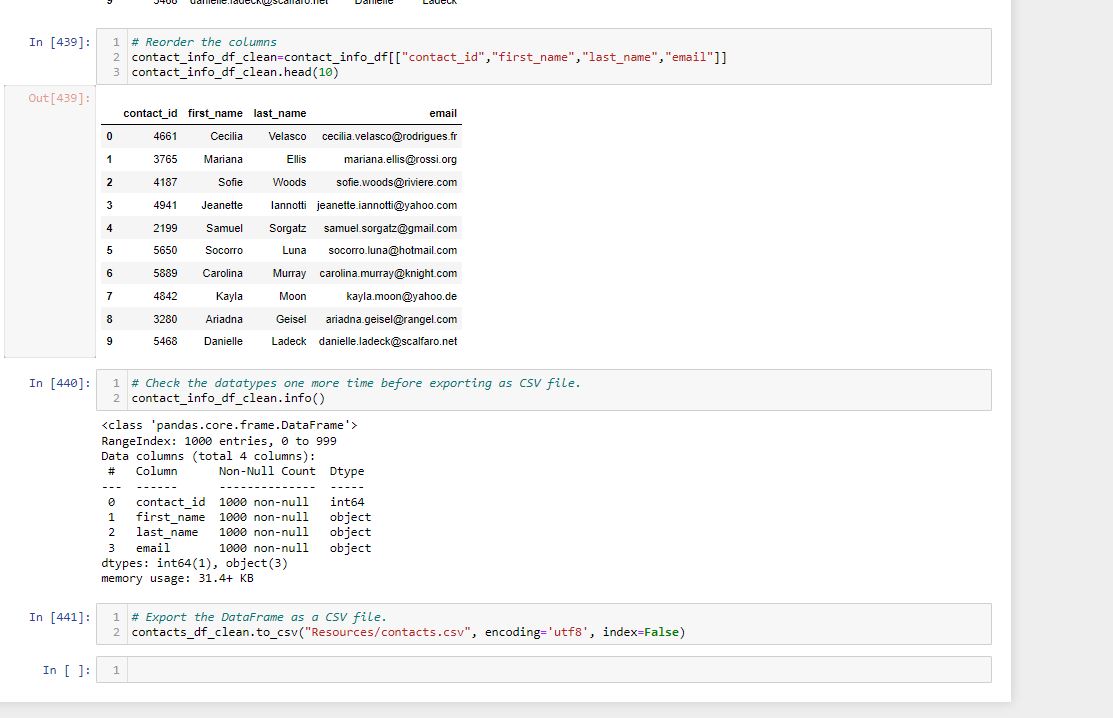 9 5468 danielle.ladeck@scalfaro.net Danielle Ladeck
In [439]: 1 # Reorder the columns
2 contact_info_df_clean=contact_info_df[["contact_id","first_name","last_name","email"]]
3 contact_info_df_clean.head(10)
Out[439]:
contact_id first_name last_name email
0 4661 Cecilia Velasco cecilia.velasco@rodrigues.fr
1 3765 Mariana Ellis mariana.ellis@rossi.org
2 4187 Sofie Woods sofie.woods@riviere.com
3 4941 Jeanette Iannotti jeanette.iannotti@yahoo.com
4 2199 Samuel Sorgatz samuel.sorgatz@gmail.com
5 5650 Socorro Luna socorro.luna@hotmail.com
6 5889 Carolina Murray carolina.murray@knight.com
7 4842 Kayla Moon kayla.moon@yahoo.de
8 3280 Ariadna Geisel ariadna.geisel@rangel.com
9 5468 Danielle Ladeck danielle.ladeck@scalfaro.net
In [440]: 1 # Check the datatypes one more time before exporting as CSV file.
2 contact_info_df_clean.info()
<class 'pandas.core.frame.DataFrame'>
RangeIndex: 1000 entries, 0 to 999
Data columns (total 4 columns):
# Column Non-Null Count Dtype
--- ------ -------------- -----
0 contact_id 1000 non-null int64
1 first_name 1000 non-null object
2 last_name 1000 non-null object
3 email 1000 non-null object
dtypes: int64(1), object(3)
memory usage: 31.4+ KB
In [441]: 1 # Export the DataFrame as a CSV file.
2 contacts_df_clean.to_csv("Resources/contacts.csv", encoding='utf8', index=False)
In [ ]: 1